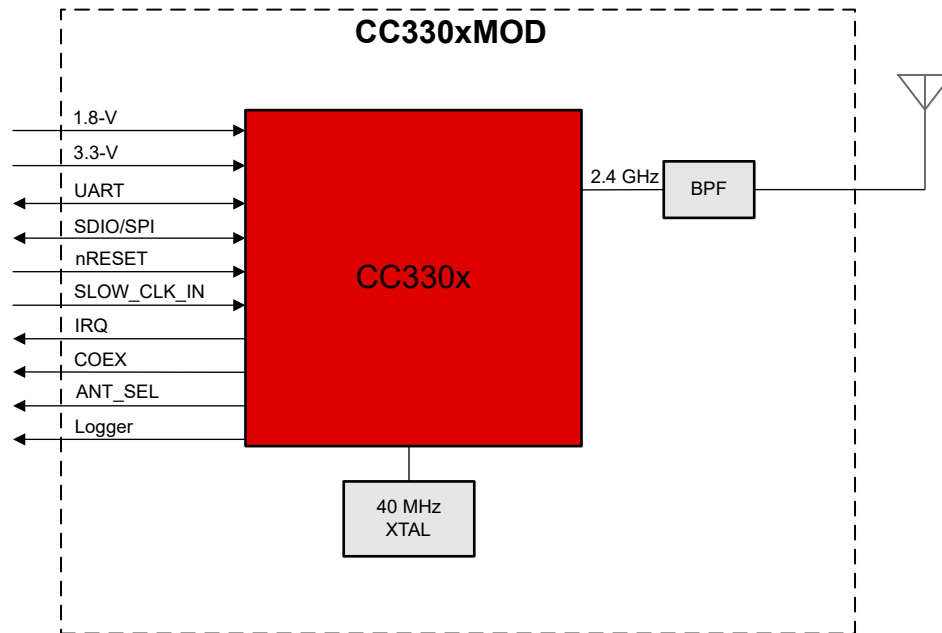 CC330xMOD
1.8-V
3.3-V
UART
SDIO/SPI
nRESET
SLOW_CLK_IN
IRQ
COEX
ANT_SEL
Logger
CC330x
2.4 GHz
BPF
40 MHz
XTAL